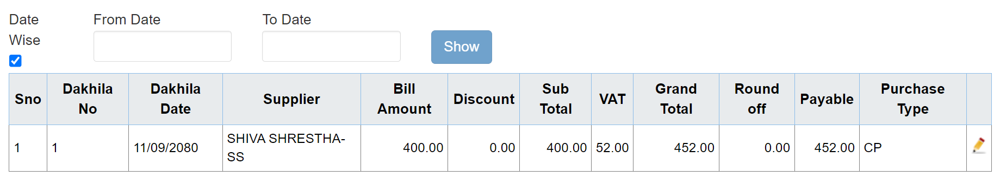 Date
Wise
From Date
To Date
Show
Sno
Dakhila
No
Dakhila
Date
Supplier
Bill
Amount
Discount
Sub
Total
VAT
Grand
Total
Round
off
Payable
Purchase
Type
1
1
11/09/2080
SHIVA SHRESTHA-
SS
400.00
0.00
400.00
52.00
452.00
0.00
452.00
CP